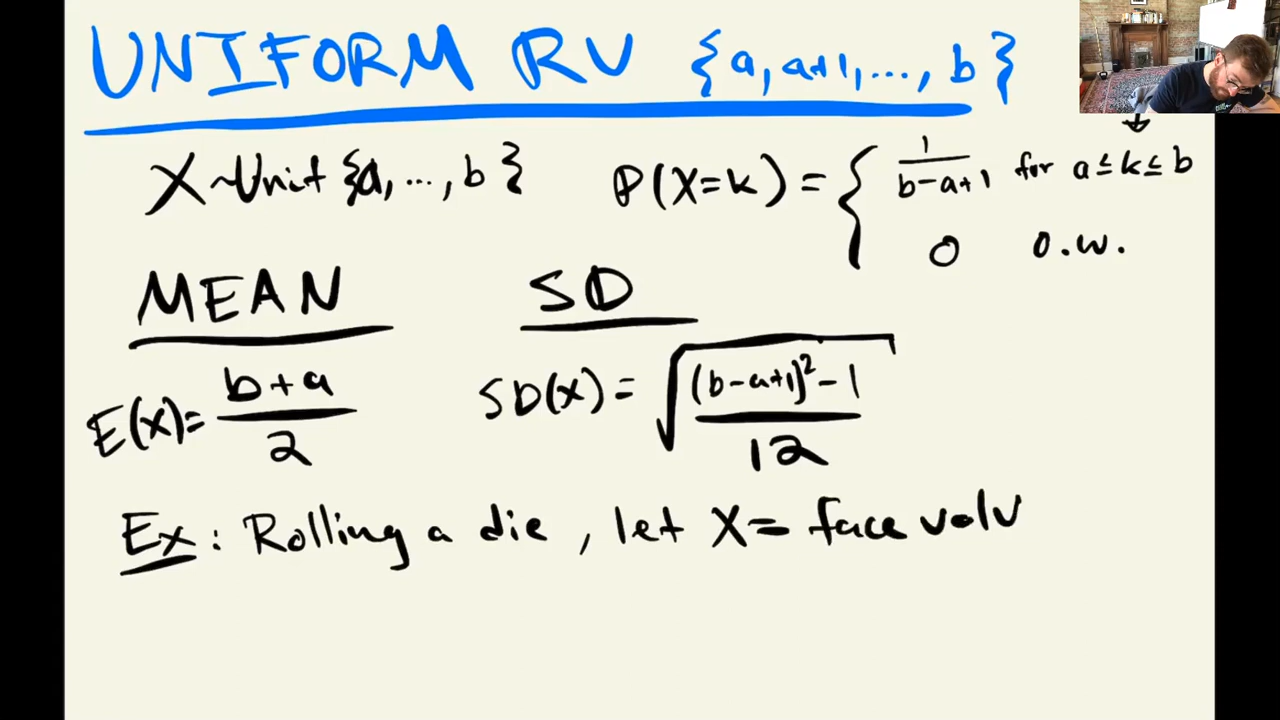 UNIFORM RV {a, a+1, ..., b}
X ~ Unif {a, ..., b} P(X=k) = { 1/(b-a+1) for a ≤ k ≤ b
0 o.w.
MEAN SD
E(X) = (b+a)/2 SD(X) = √(((b-a+1)²-1)/12)
Ex: Rolling a die, let X = face valu